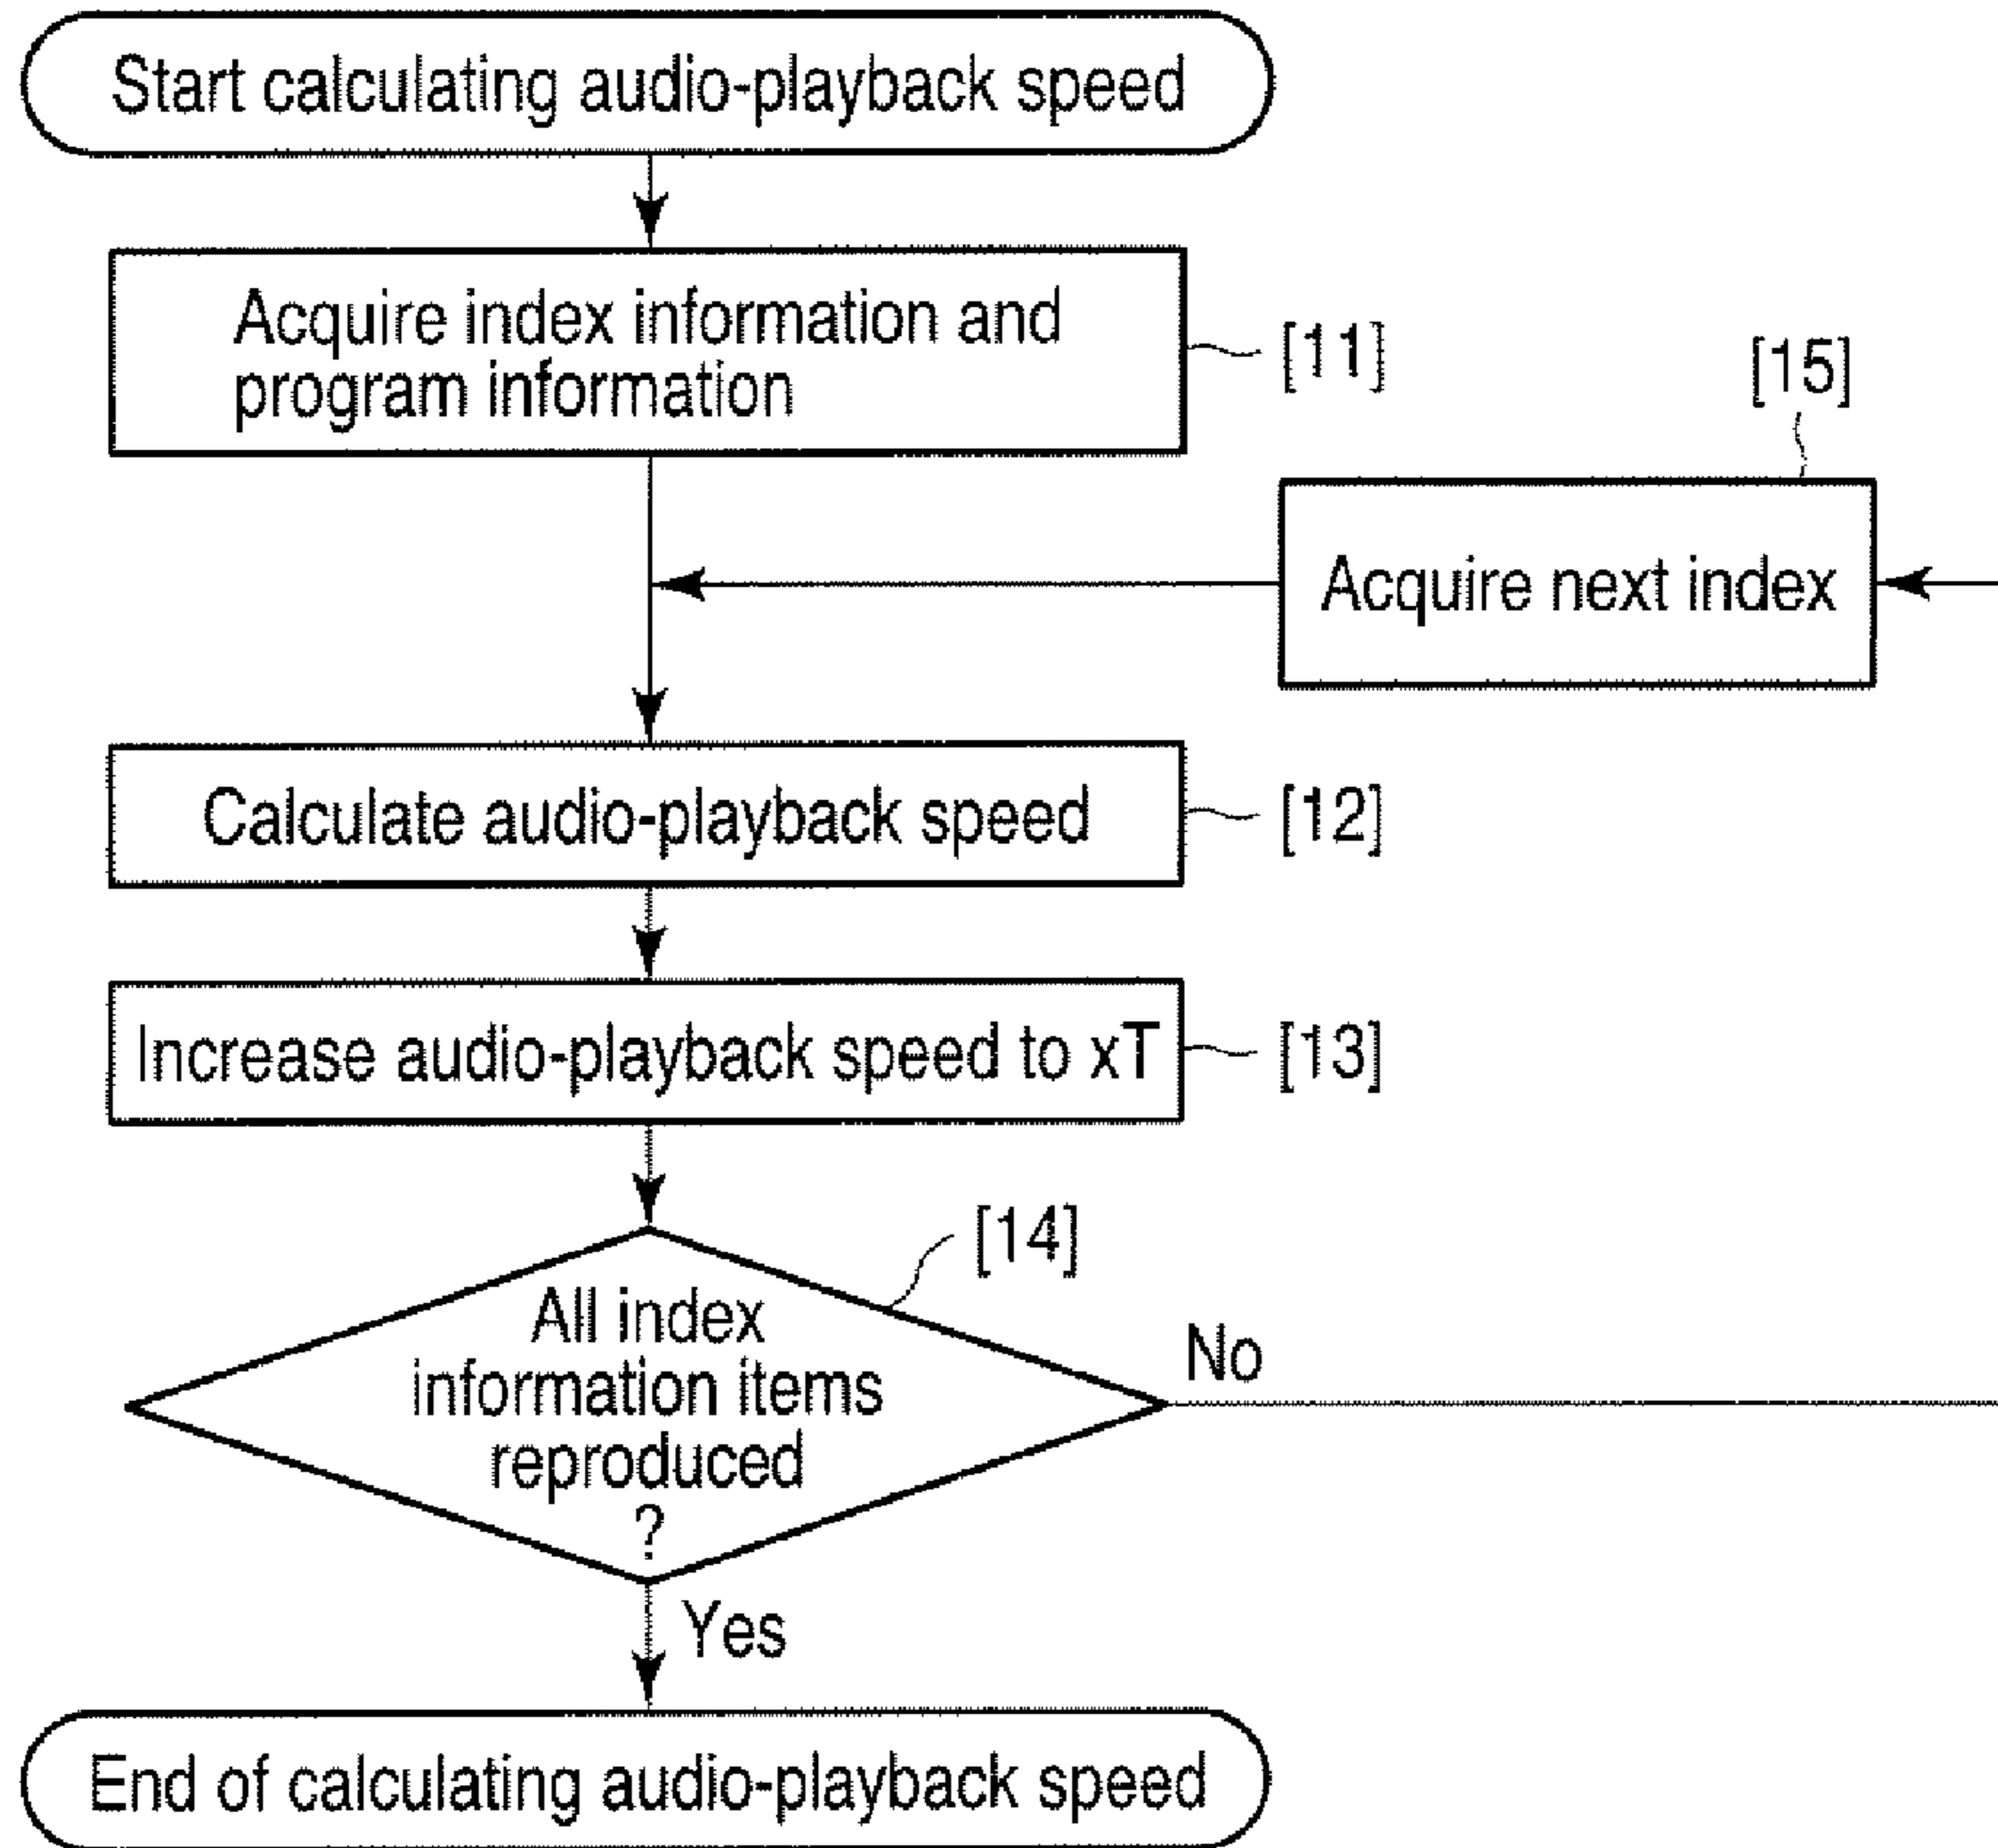 Start calculating audio-playback speed
Acquire index information and
program information
[11]
[15]
Acquire next index
Calculate audio-playback speed
[12]
Increase audio-playback speed to xT
[13]
[14]
All index
information items
reproduced
?
No
Yes
End of calculating audio-playback speed